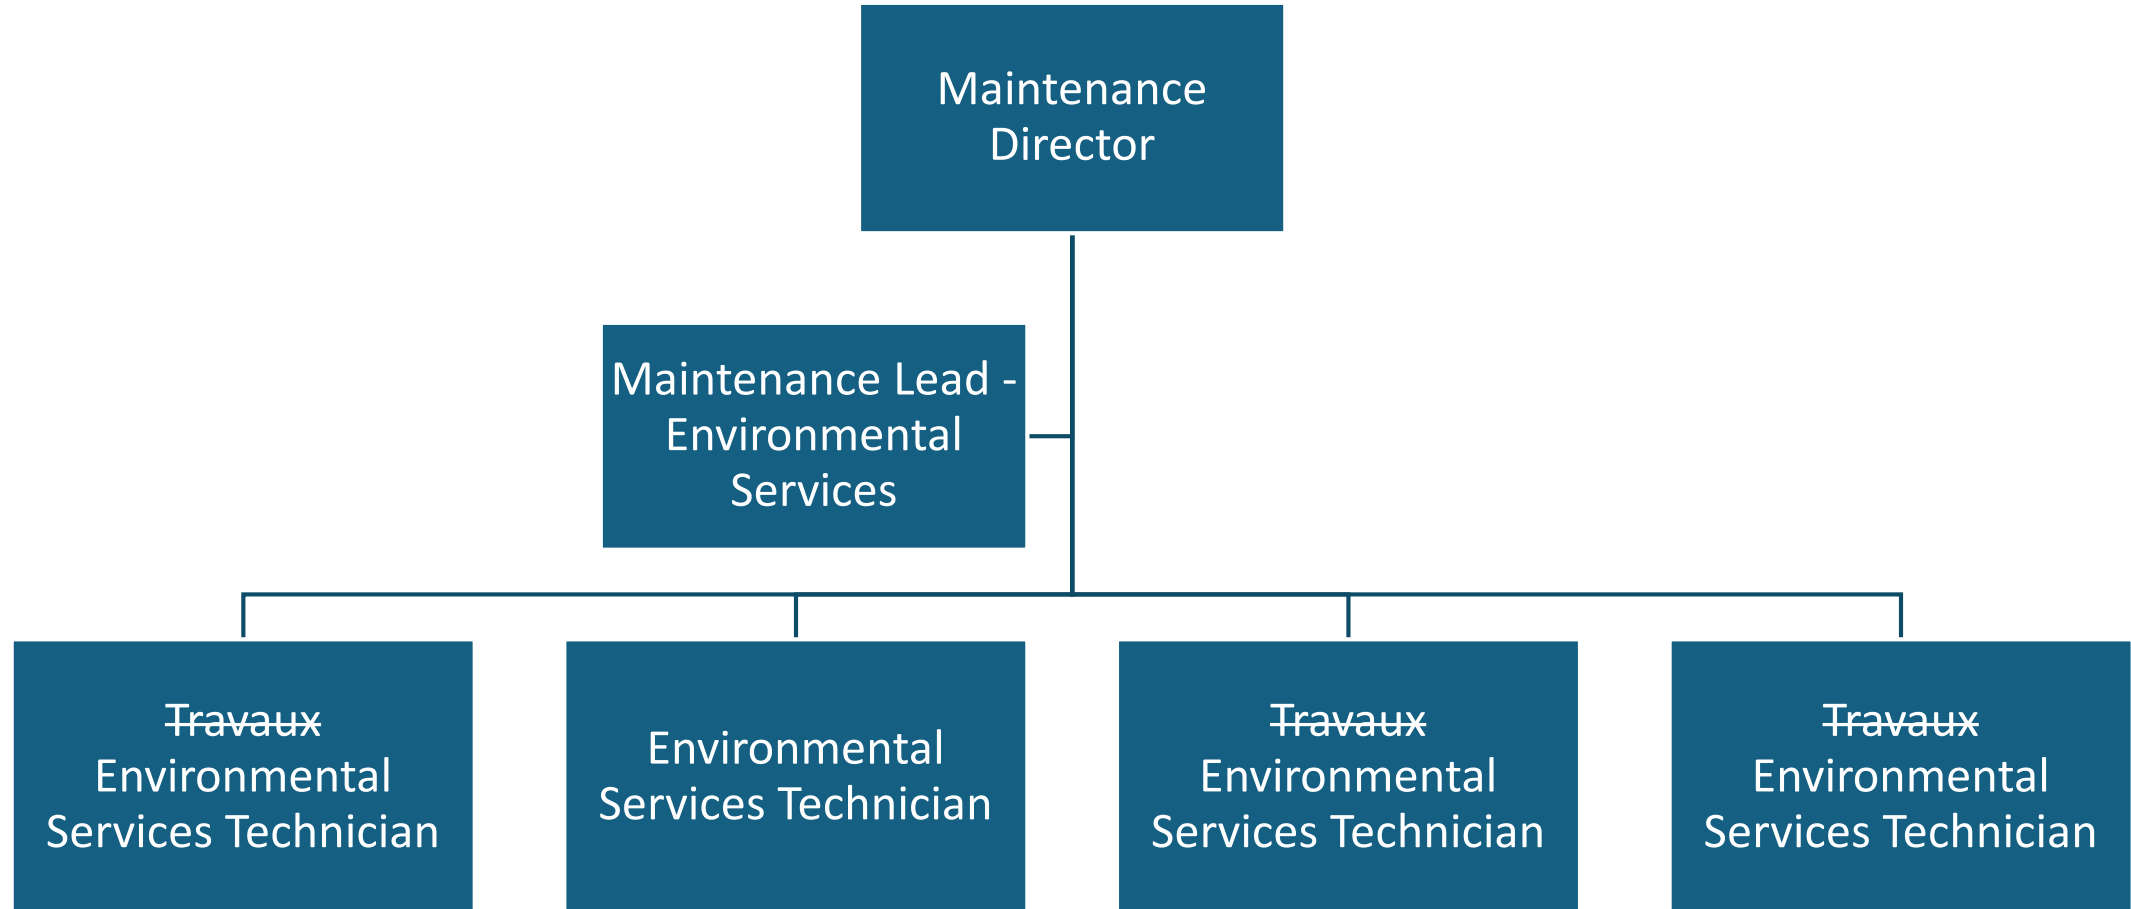 Maintenance
Director
Maintenance Lead -
Environmental
Services
Travaux
Environmental
Services Technician
Environmental
Services Technician
Travaux
Environmental
Services Technician
Travaux
Environmental
Services Technician